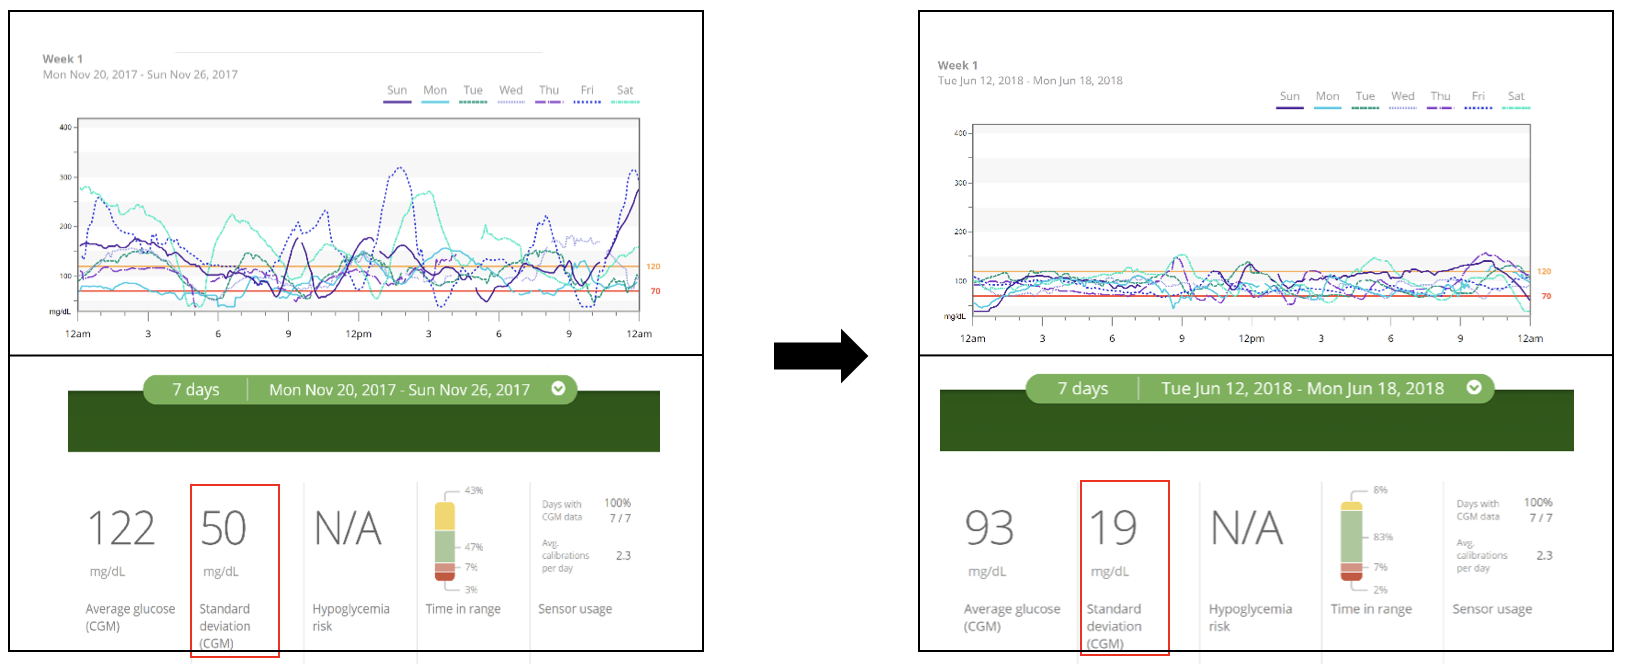 Week 1
Mon Nov 20, 2017 - Sun Nov 26, 2017
Sun Mon Tue Wed Thu Fri Sat
400
300
200
100
mg/dL
120
70
12am 3 6 9 12pm 3 6 9 12am
7 days Mon Nov 20, 2017 - Sun Nov 26, 2017
122
mg/dL
Average glucose
(CGM)
50
mg/dL
Standard
deviation
(CGM)
N/A
Hypoglycemia
risk
43%
47%
7%
3%
Time in range
Days with
CGM data
100%
7 / 7
Avg.
calibrations
per day
2.3
Sensor usage
Week 1
Tue Jun 12, 2018 - Mon Jun 18, 2018
Sun Mon Tue Wed Thu Fri Sat
400
300
200
100
mg/dL
120
70
12am 3 6 9 12pm 3 6 9 12am
7 days Tue Jun 12, 2018 - Mon Jun 18, 2018
93
mg/dL
Average glucose
(CGM)
19
mg/dL
Standard
deviation
(CGM)
N/A
Hypoglycemia
risk
8%
83%
7%
2%
Time in range
Days with
CGM data
100%
7 / 7
Avg.
calibrations
per day
2.3
Sensor usage